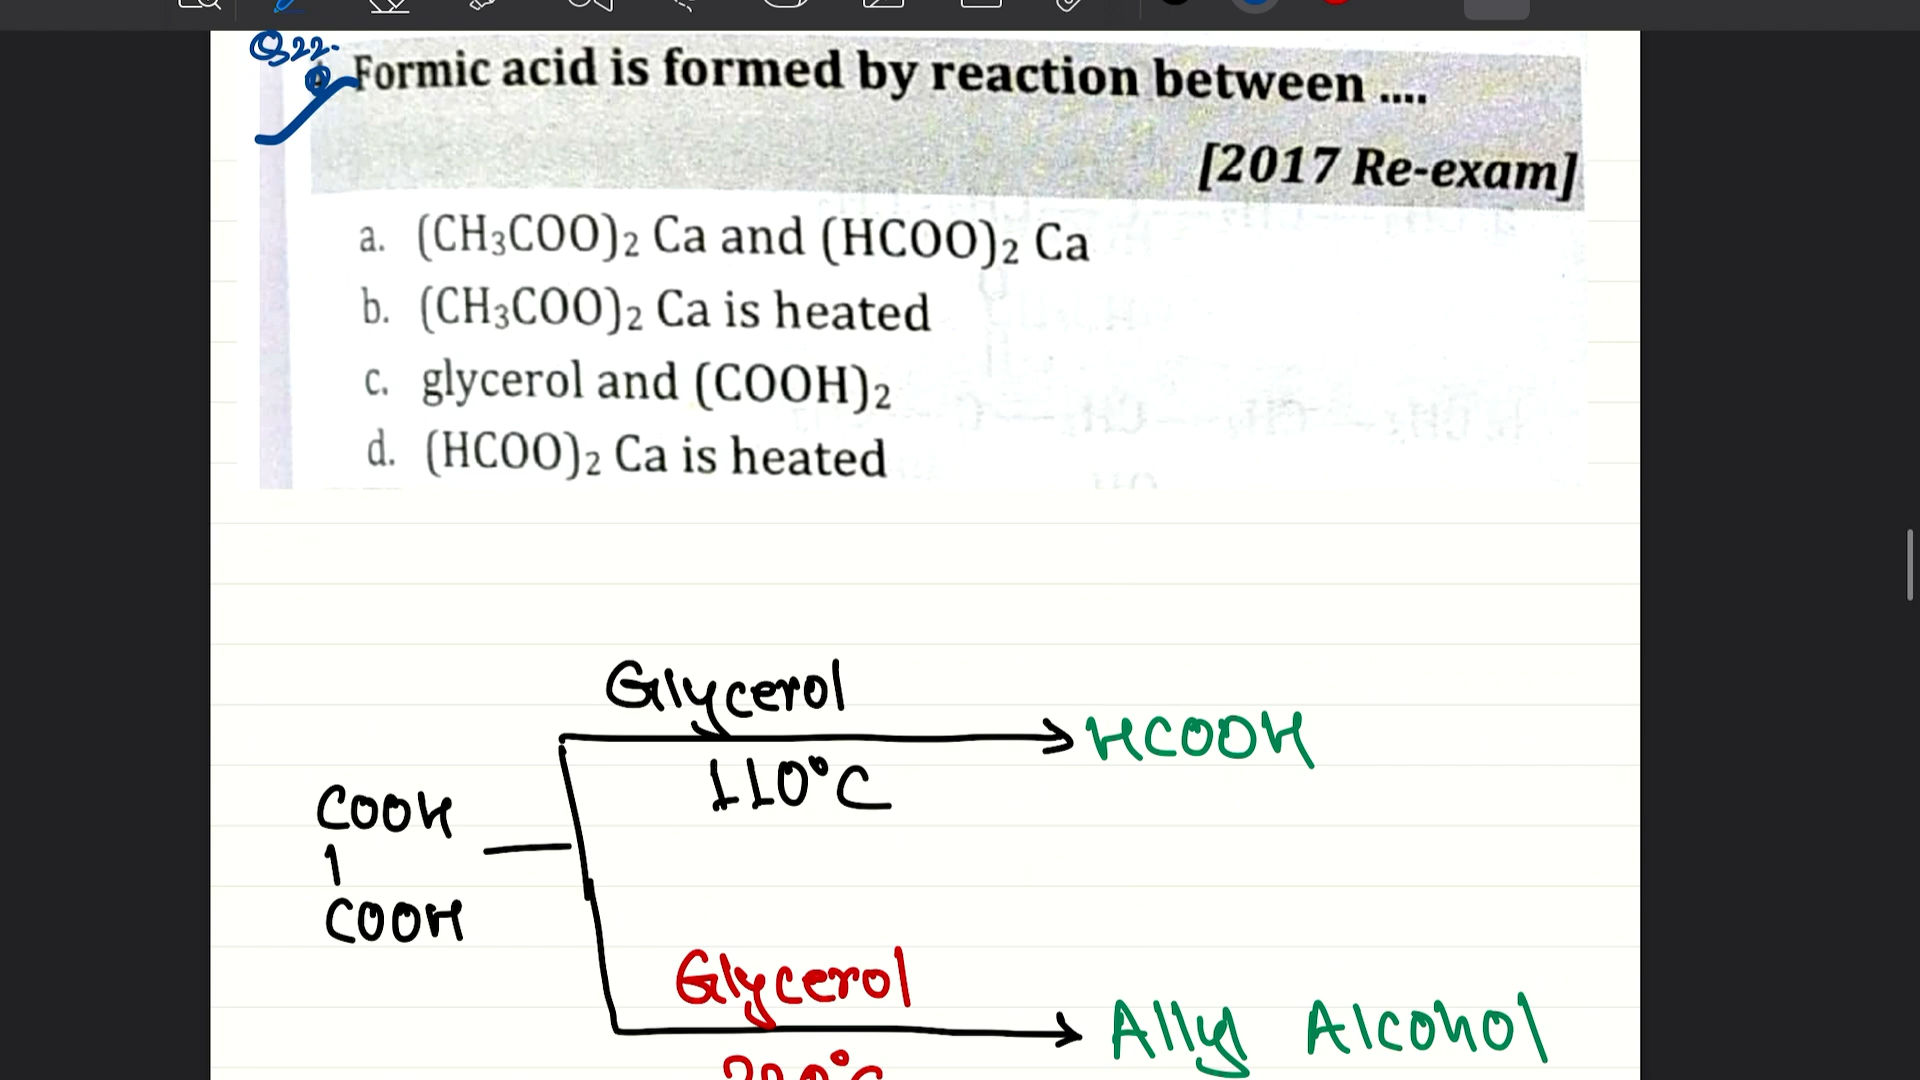 Q22.
Formic acid is formed by reaction between ....
[2017 Re-exam]
a. (CH₃COO)₂ Ca and (HCOO)₂ Ca
b. (CH₃COO)₂ Ca is heated
c. glycerol and (COOH)₂
d. (HCOO)₂ Ca is heated
Glycerol
HCOOH
110°C
COOH
COOH
Glycerol
Allyl Alcohol